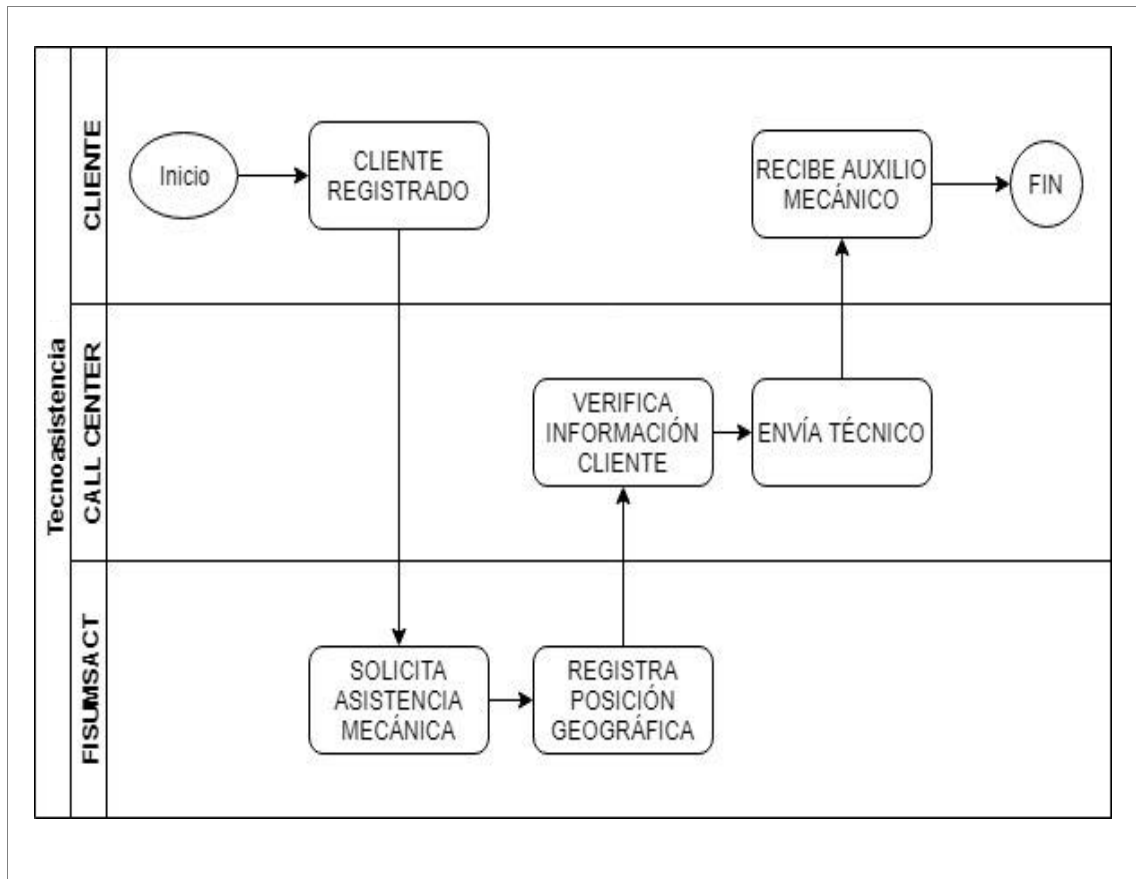 Tecnoasistencia
CLIENTE
Inicio
CLIENTE
REGISTRADO
RECIBE AUXILIO
MECÁNICO
FIN
CALL CENTER
VERIFICA
INFORMACIÓN
CLIENTE
ENVÍA TÉCNICO
FISUMSACT
SOLICITA
ASISTENCIA
MECÁNICA
REGISTRA
POSICIÓN
GEOGRÁFICA